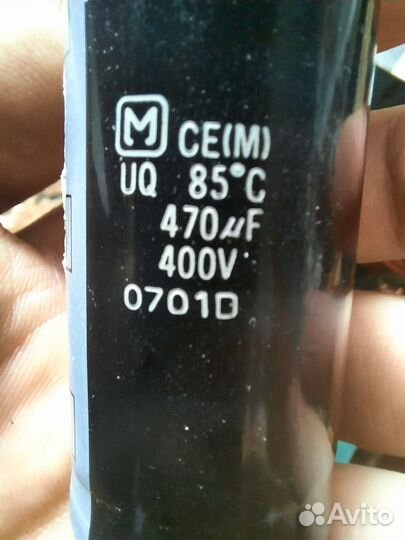 M CE(M)
UQ 85°C
470µF
400V
0701D
Avito